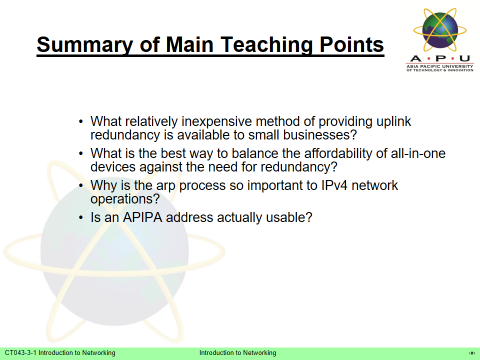 Summary of Main Teaching Points
A • P • U
ASIA PACIFIC UNIVERSITY
OF TECHNOLOGY & INNOVATION
• What relatively inexpensive method of providing uplink
redundancy is available to small businesses?
• What is the best way to balance the affordability of all-in-one
devices against the need for redundancy?
• Why is the arp process so important to IPv4 network
operations?
• Is an APIPA address actually usable?
CT043-3-1 Introduction to Networking Introduction to Networking